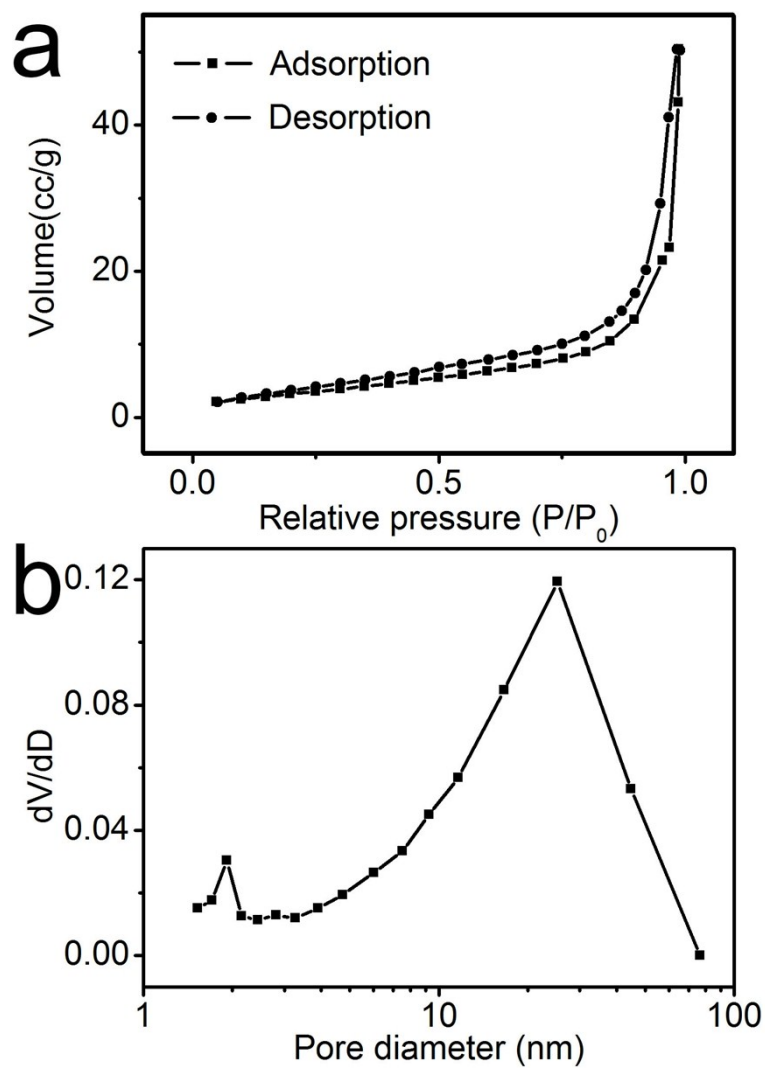 a
Adsorption
Desorption
Volume(cc/g)
40
20
0
0.0 0.5 1.0
Relative pressure (P/P₀)
b
0.12
0.08
0.04
0.00
dV/dD
1 10 100
Pore diameter (nm)